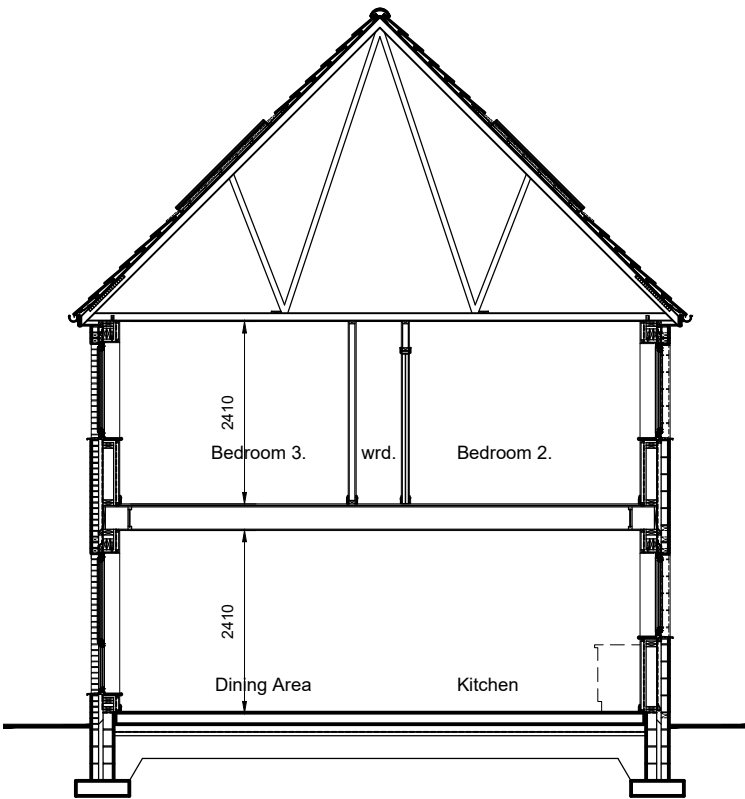 2410
Bedroom 3.
wrd.
Bedroom 2.
2410
Dining Area
Kitchen